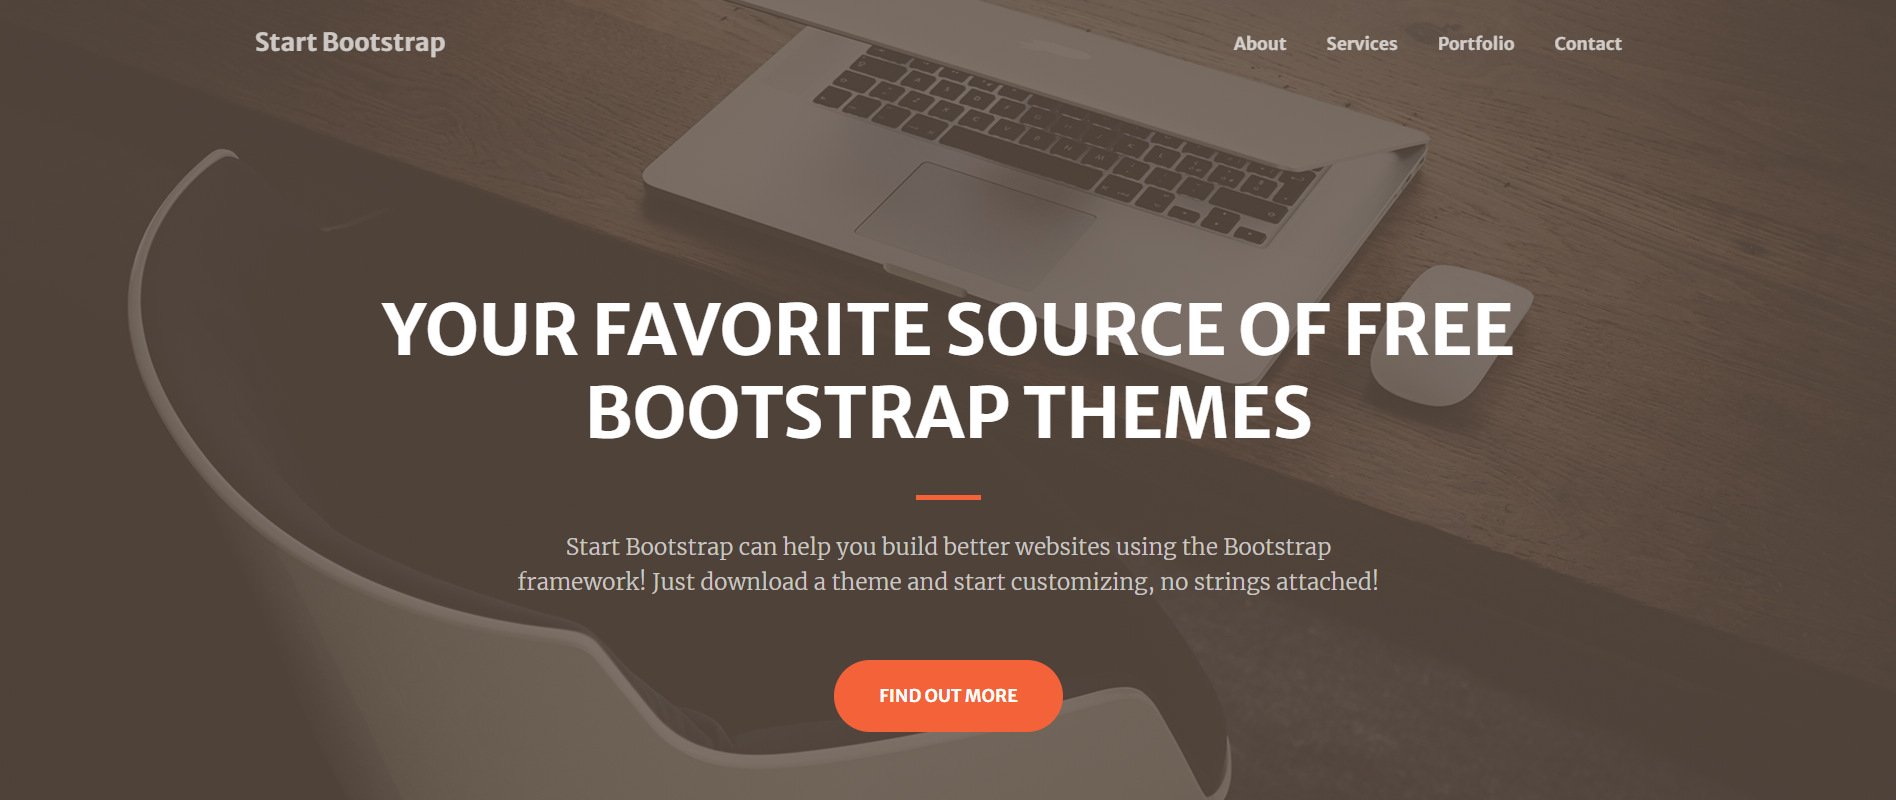 Start Bootstrap
About Services Portfolio Contact
YOUR FAVORITE SOURCE OF FREE
BOOTSTRAP THEMES
Start Bootstrap can help you build better websites using the Bootstrap
framework! Just download a theme and start customizing, no strings attached!
FIND OUT MORE